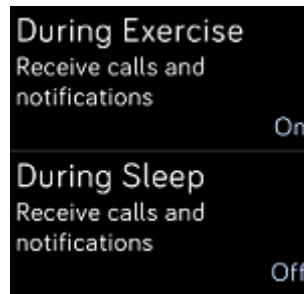 During Exercise
Receive calls and
notifications
On
During Sleep
Receive calls and
notifications
Off